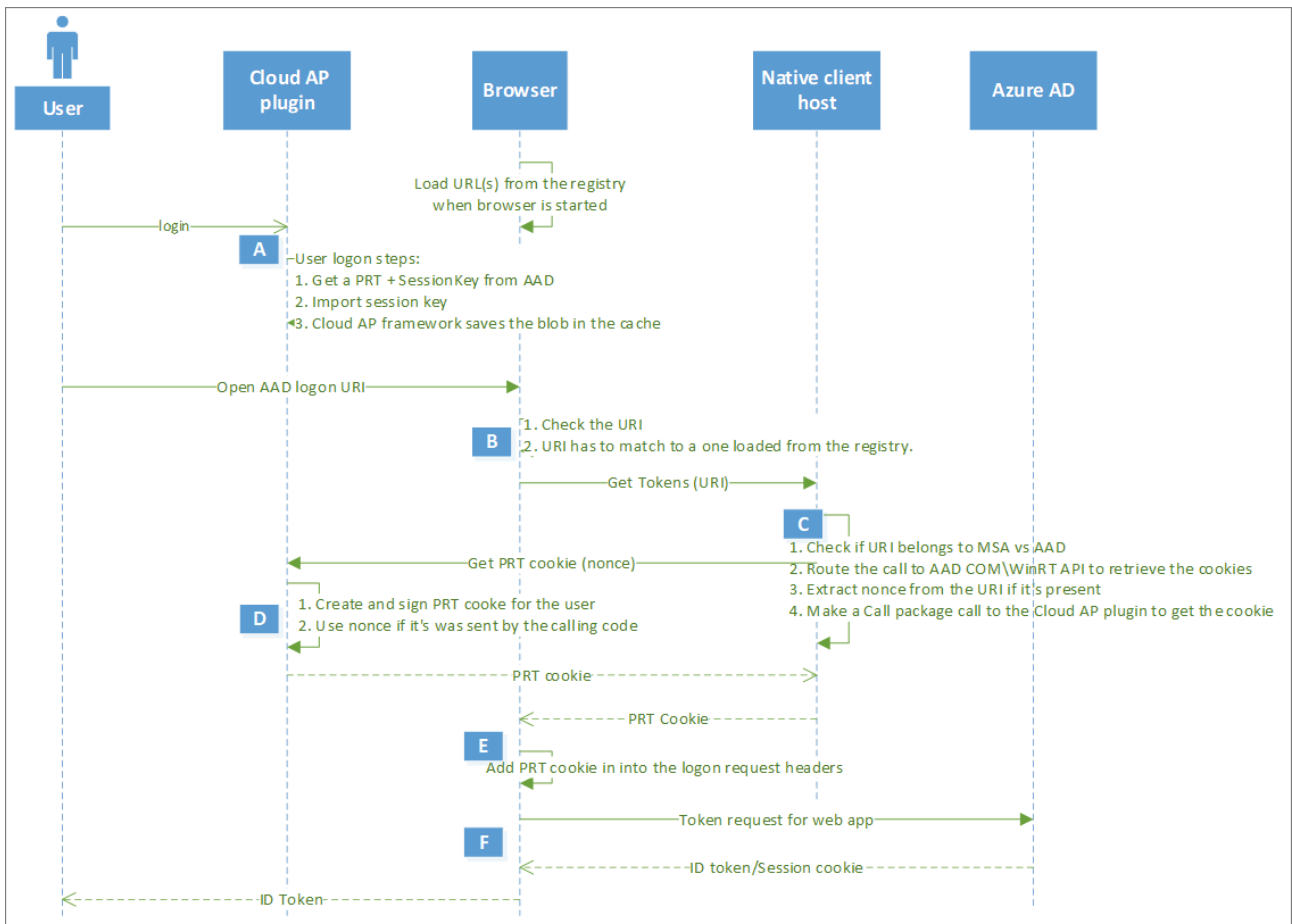 User
Cloud AP
plugin
Browser
Native client
host
Azure AD
Load URL(s) from the registry
when browser is started
login
A
User logon steps:
1. Get a PRT + SessionKey from AAD
2. Import session key
3. Cloud AP framework saves the blob in the cache
Open AAD logon URI
B
1. Check the URI
2. URI has to match to a one loaded from the registry.
Get Tokens (URI)
C
1. Check if URI belongs to MSA vs AAD
2. Route the call to AAD COM\WinRT API to retrieve the cookies
3. Extract nonce from the URI if it's present
4. Make a Call package call to the Cloud AP plugin to get the cookie
Get PRT cookie (nonce)
D
1. Create and sign PRT cooke for the user
2. Use nonce if it's was sent by the calling code
PRT cookie
PRT Cookie
E
Add PRT cookie in into the logon request headers
Token request for web app
F
ID token/Session cookie
ID Token